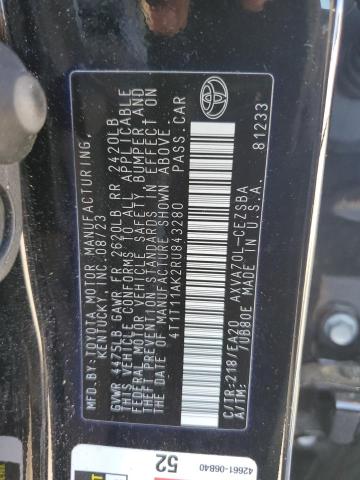 MFD.BY:TOYOTA MOTOR MANUFACTURING,
KENTUCKY, INC.   08/23
GVWR 4475LB GAWR FR 2620LB RR 2420LB
THIS VEHICLE CONFORMS TO ALL APPLICABLE
FEDERAL MOTOR VEHICLE SAFETY, BUMPER, AND
THEFT PREVENTION STANDARDS IN EFFECT ON
THE DATE OF MANUFACTURE SHOWN ABOVE.
4T1T11AK2RU843280   PASS.CAR
C/TR:218/EA20   AXVA70L-CEZSBA
A/TM:   7UB80E   MADE IN U.S.A.
81233
52
42661-06840